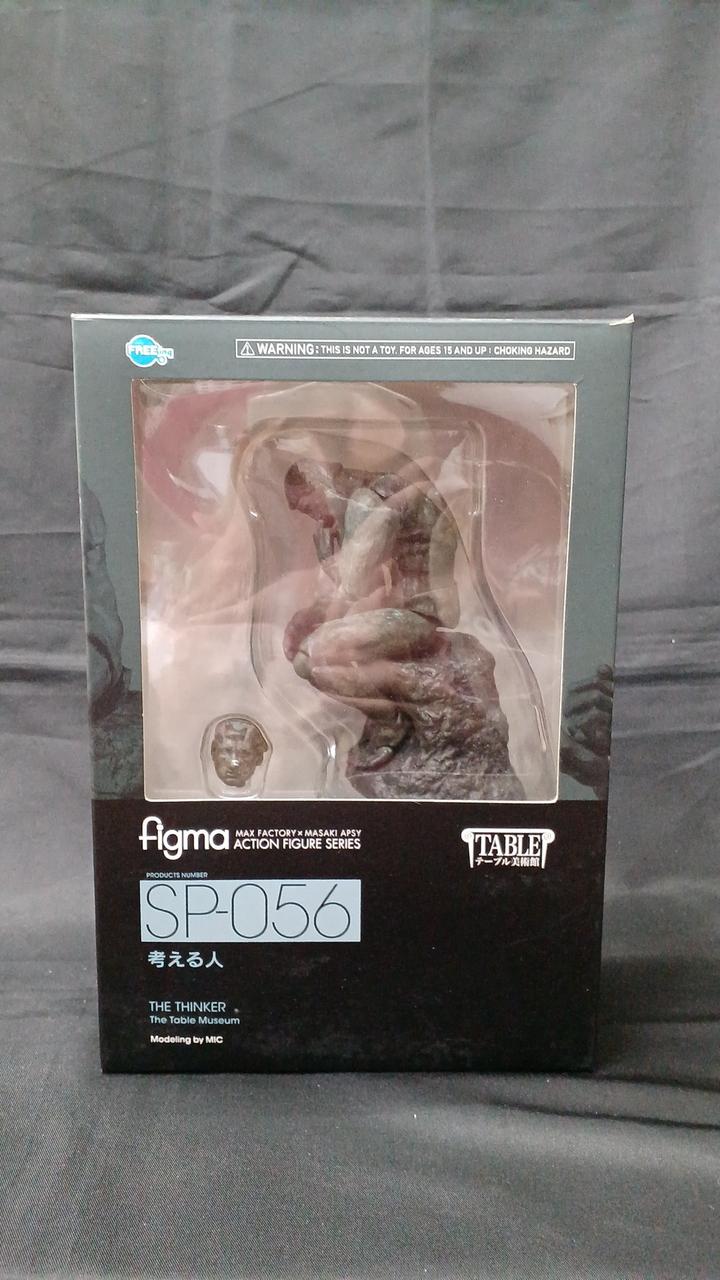 FREEing
WARNING: THIS IS NOT A TOY. FOR AGES 15 AND UP : CHOKING HAZARD
figma
MAX FACTORY × MASAKI APSY
ACTION FIGURE SERIES
TABLE
テーブル美術館
PRODUCTS NUMBER
SP-056
考える人
THE THINKER
The Table Museum
Modeling by MIC